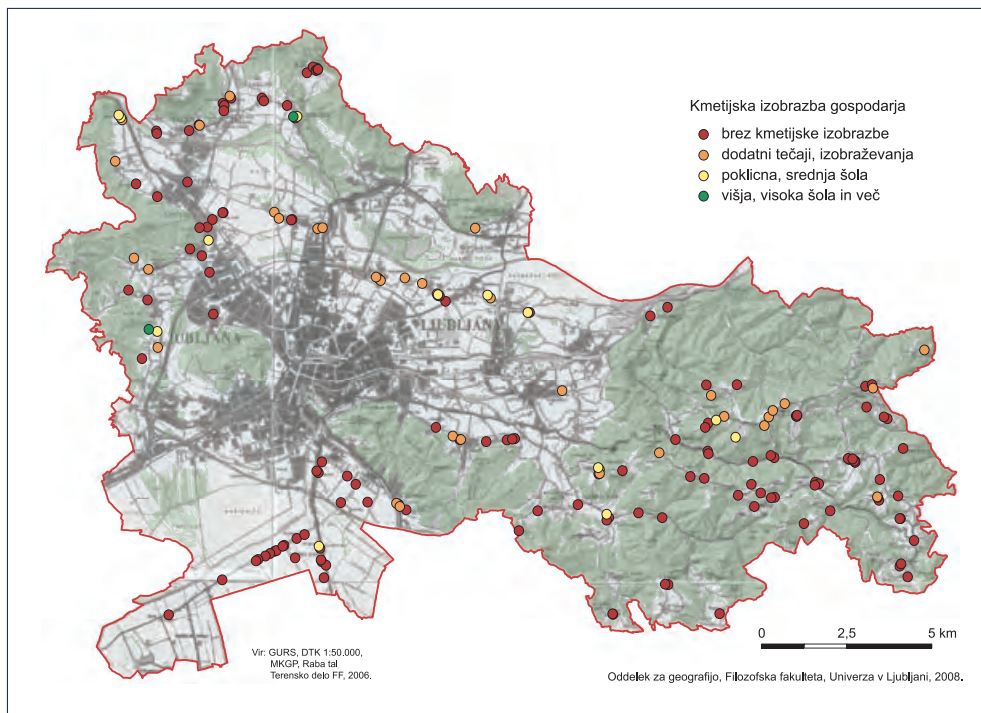 Kmetijska izobrazba gospodarja
brez kmetijske izobrazbe
dodatni tečaji, izobraževanja
poklicna, srednja šola
višja, visoka šola in več
LJUBLJANA
LJUBLJANA
0 2,5 5 km
Vir: GURS, DTK 1:50.000,
MKGP, Raba tal
Terensko delo FF, 2006.
Oddelek za geografijo, Filozofska fakulteta, Univerza v Ljubljani, 2008.